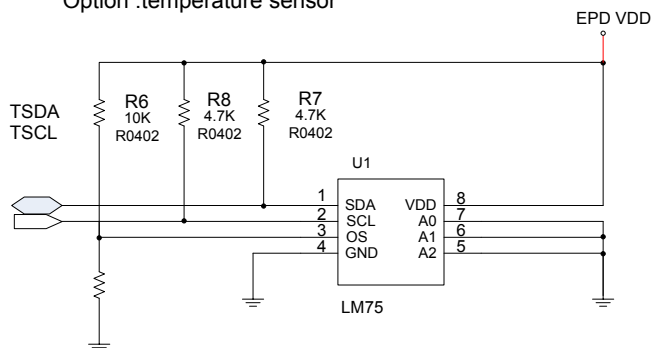 Option :temperature sensor
EPD VDD
TSDA
TSCL
R6
10K
R0402
R8
4.7K
R0402
R7
4.7K
R0402
U1
1 SDA VDD 8
2 SCL A0 7
3 OS A1 6
4 GND A2 5
LM75